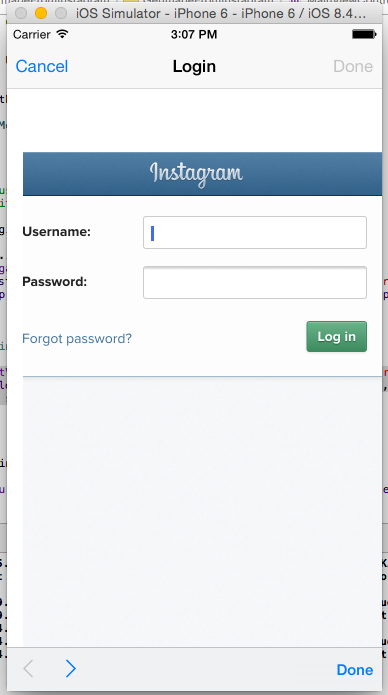 iOS Simulator - iPhone 6 - iPhone 6 / iOS 8.4...
Carrer 3:07 PM
Cancel Login Done
Instagram
Username:
Password:
Forgot password? Log in
Done